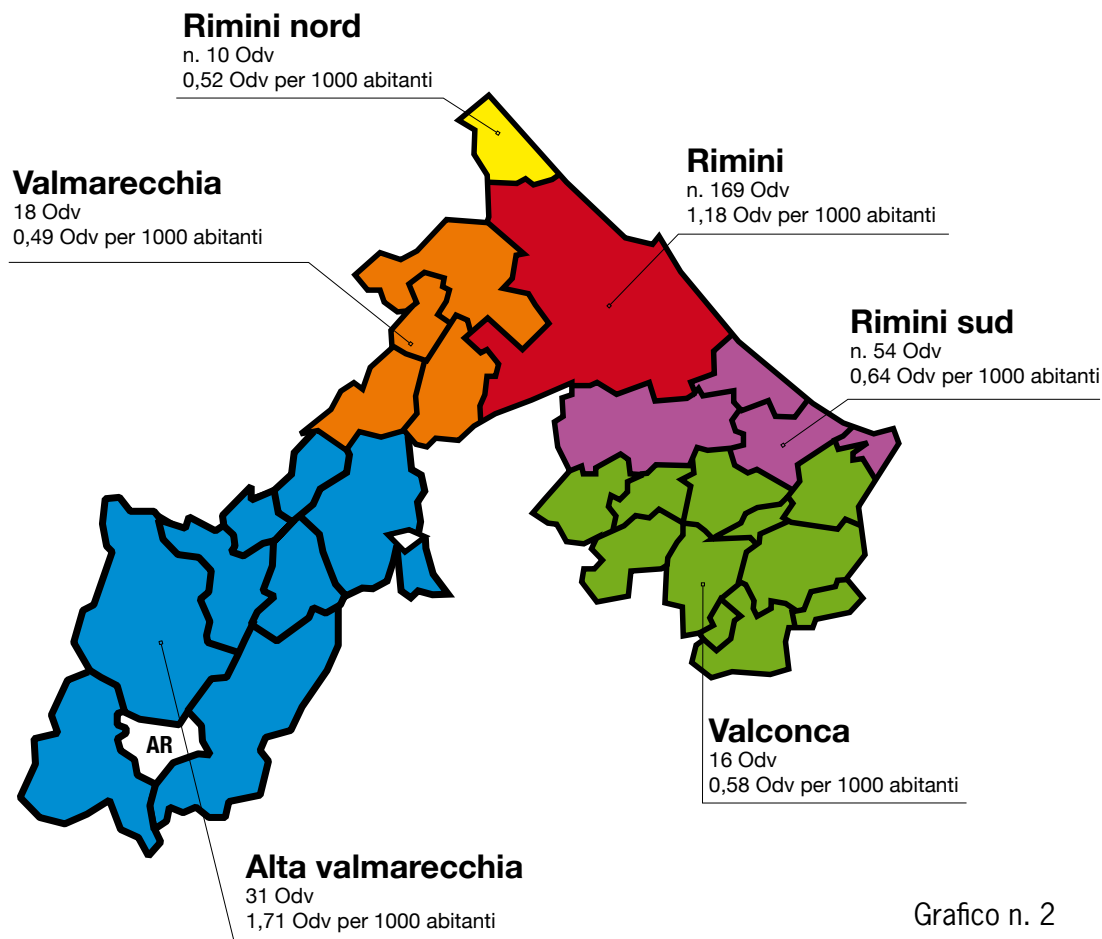 Rimini nord
n. 10 Odv
0,52 Odv per 1000 abitanti
Valmarecchia
18 Odv
0,49 Odv per 1000 abitanti
Rimini
n. 169 Odv
1,18 Odv per 1000 abitanti
Rimini sud
n. 54 Odv
0,64 Odv per 1000 abitanti
AR
Valconca
16 Odv
0,58 Odv per 1000 abitanti
Alta valmarecchia
31 Odv
1,71 Odv per 1000 abitanti
Grafico n. 2